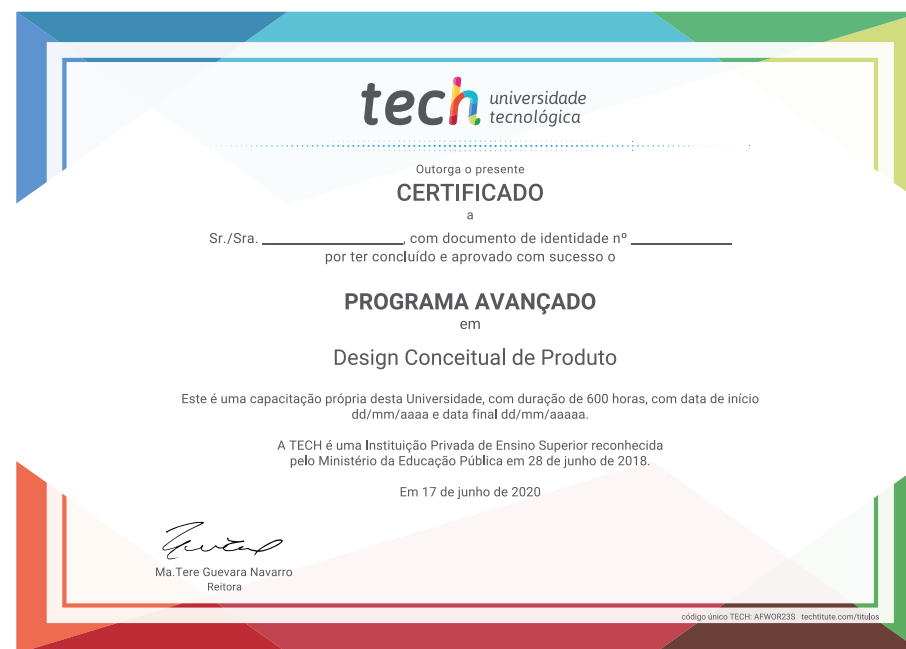 tech universidade
tecnológica
Outorga o presente
CERTIFICADO
a
Sr./Sra. ________________, com documento de identidade nº ____________
por ter concluído e aprovado com sucesso o
PROGRAMA AVANÇADO
em
Design Conceitual de Produto
Este é uma capacitação própria desta Universidade, com duração de 600 horas, com data de início
dd/mm/aaaa e data final dd/mm/aaaaa.
A TECH é uma Instituição Privada de Ensino Superior reconhecida
pelo Ministério da Educação Pública em 28 de junho de 2018.
Em 17 de junho de 2020
Ma.Tere Guevara Navarro
Reitora
código único TECH: AFWOR23S techtitute.com/titulos